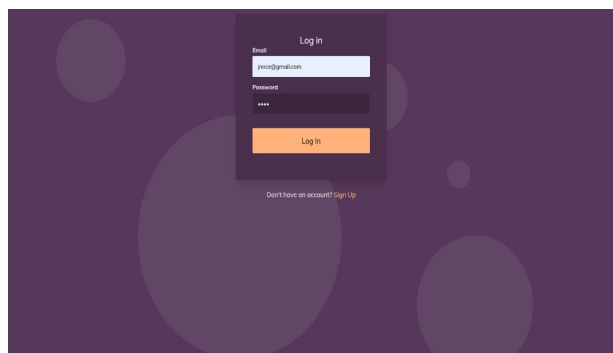 Log in
Email
jnnce@gmail.com
Password
••••
Log In
Don't have an account? Sign Up